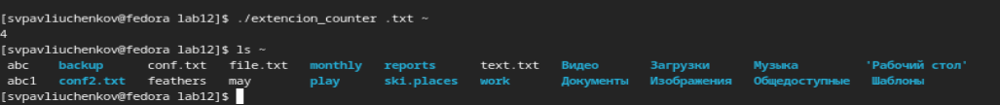 [svpavliuchenkov@fedora lab12]$ ./extencion_counter .txt ~
4
[svpavliuchenkov@fedora lab12]$ ls ~
abc backup conf.txt file.txt monthly reports text.txt Видео Загрузки Музыка 'Рабочий стол'
abc1 conf2.txt feathers may play ski.places work Документы Изображения Общедоступные Шаблоны
[svpavliuchenkov@fedora lab12]$